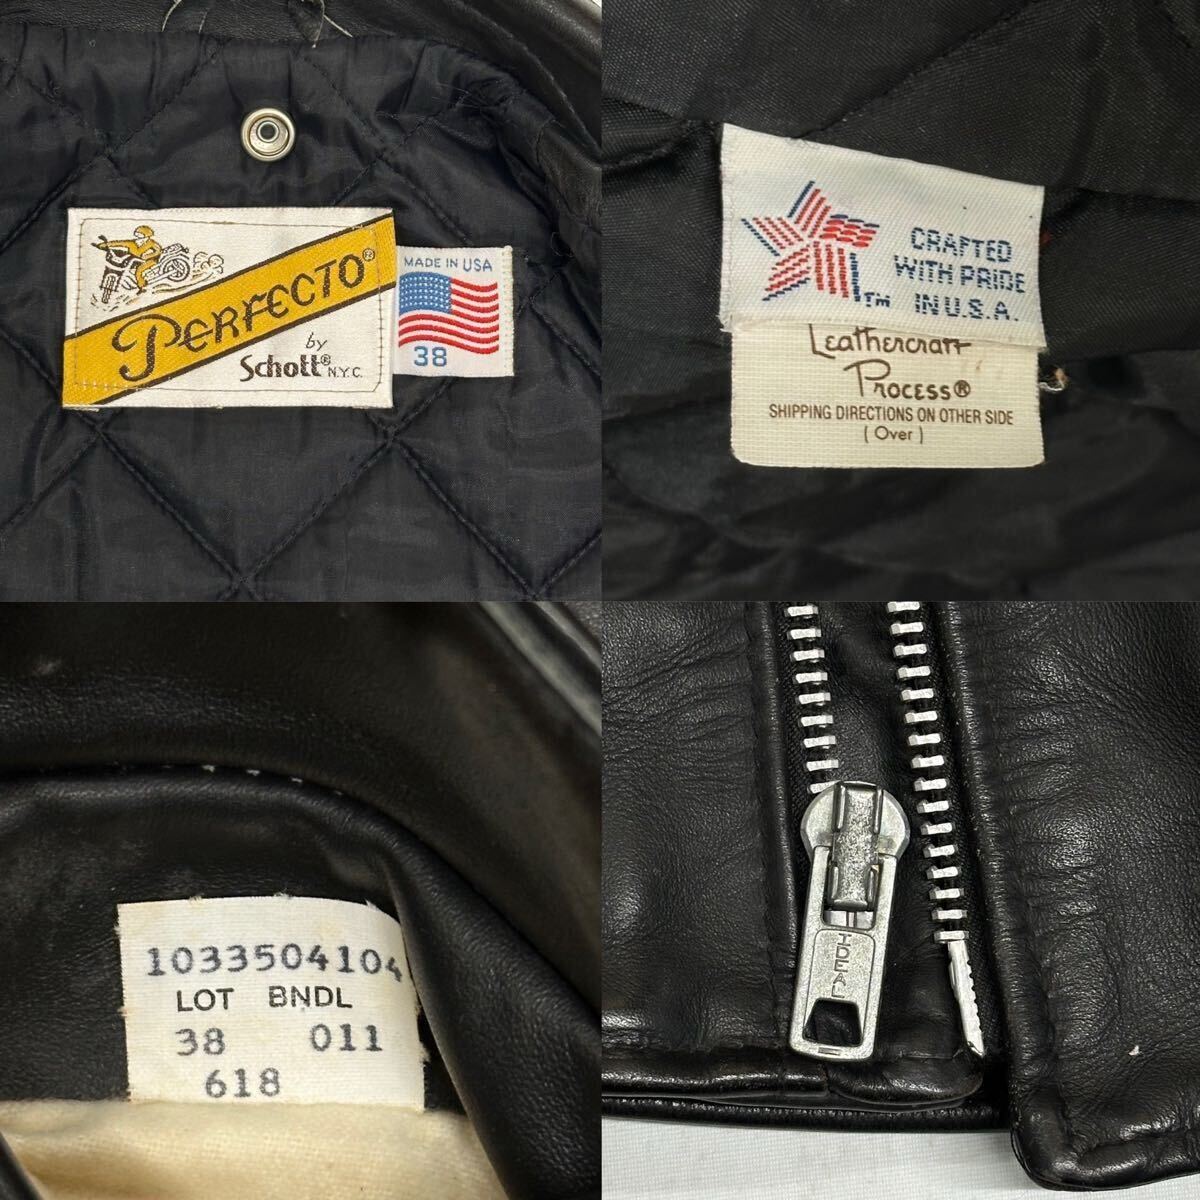 PERFECTO®
by
Schott® N.Y.C.
MADE IN USA
38
CRAFTED
WITH PRIDE
IN U.S.A.
TM
Leathercraft
Process®
SHIPPING DIRECTIONS ON OTHER SIDE
(Over)
1033504104
LOT BNDL
38 011
618
IDEAL